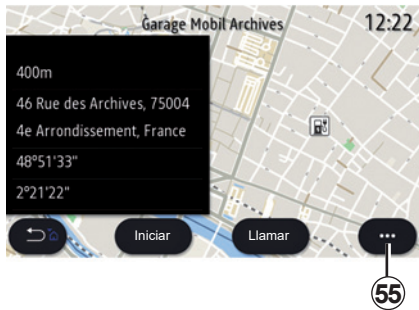 Garage Mobil Archives
12:22
400m
46 Rue des Archives, 75004
4e Arrondissement, France
48°51'33"
2°21'22"
Iniciar
Llamar
55